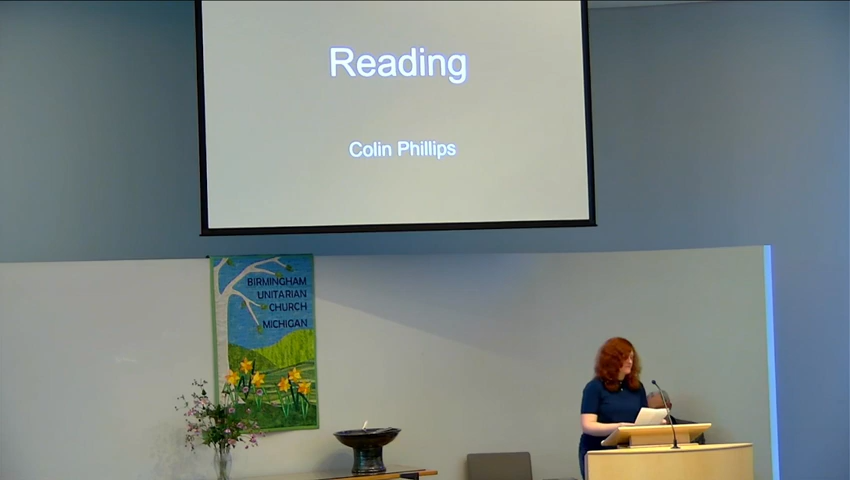 Reading
Colin Phillips
BIRMINGHAM
UNITARIAN
CHURCH
MICHIGAN